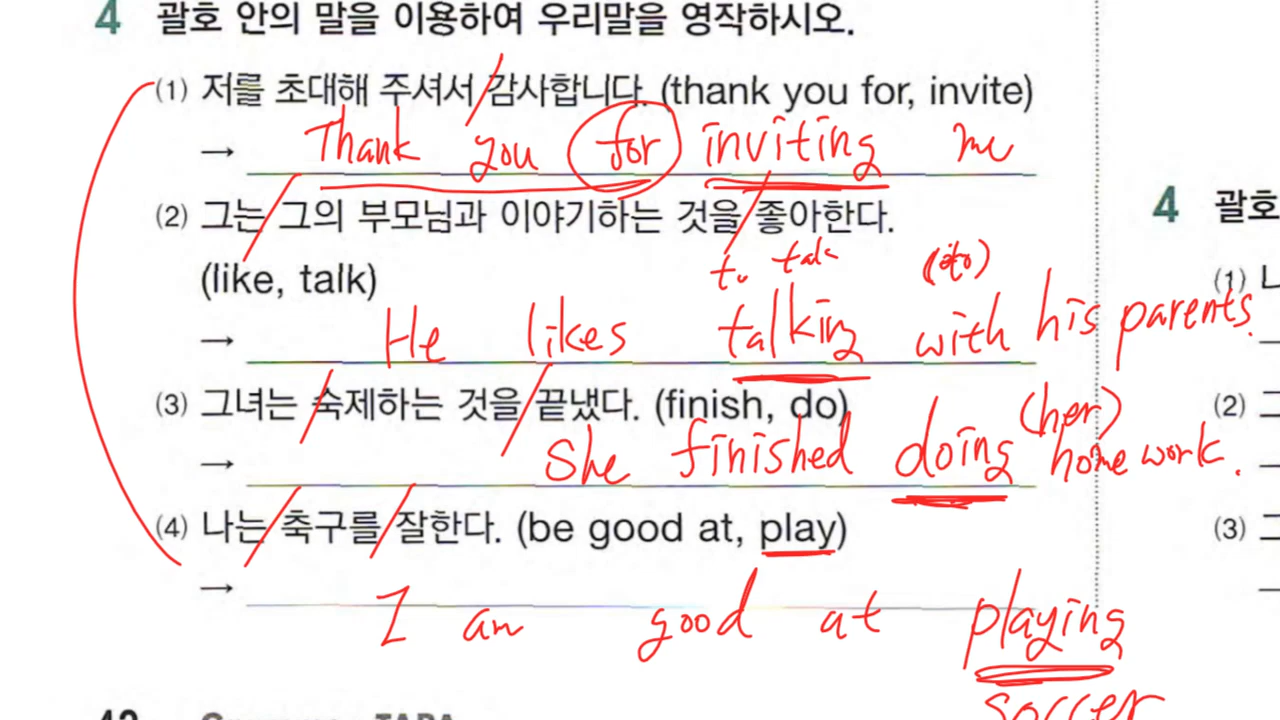 4 괄호 안의 말을 이용하여 우리말을 영작하시오.
(1) 저를 초대해 주셔서 감사합니다. (thank you for, invite)
→ Thank you for inviting me
(2) 그는 그의 부모님과 이야기하는 것을 좋아한다.
(like, talk)
to talk (to)
→ He likes talking with his parents.
(3) 그녀는 숙제하는 것을 끝냈다. (finish, do)
(her)
→ She finished doing homework.
(4) 나는 축구를 잘한다. (be good at, play)
→ I am good at playing
soccer
4 괄호
(1) 나
(2) 그
(3) 그